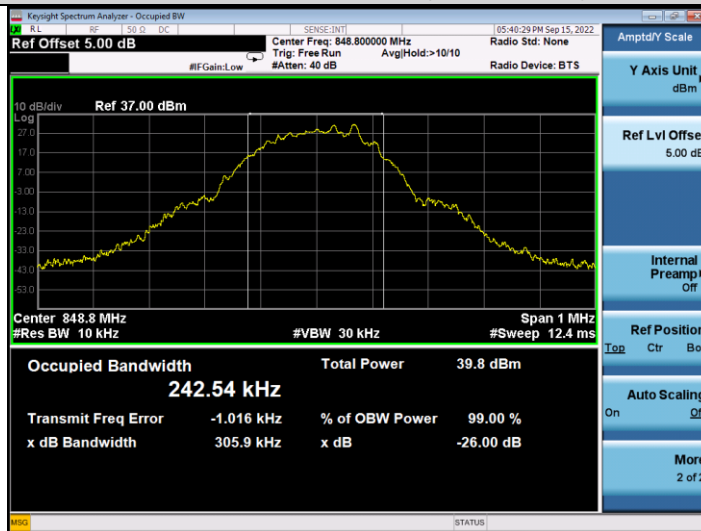 Keysight Spectrum Analyzer - Occupied BW
LXI RL RF 50 Ω DC SENSE:INT 05:40:29 PM Sep 15, 2022
Ref Offset 5.00 dB
Center Freq: 848.800000 MHz
Radio Std: None
Trig: Free Run
Avg|Hold:>10/10
#IFGain:Low
#Atten: 40 dB
Radio Device: BTS
10 dB/div Ref 37.00 dBm
Log
27.0
17.0
7.00
-3.00
-13.0
-23.0
-33.0
-43.0
-53.0
Center 848.8 MHz
Span 1 MHz
#Res BW 10 kHz
#VBW 30 kHz
#Sweep 12.4 ms
Occupied Bandwidth
Total Power 39.8 dBm
242.54 kHz
Transmit Freq Error -1.016 kHz
% of OBW Power 99.00 %
x dB Bandwidth 305.9 kHz
x dB -26.00 dB
Amptd/Y Scale
Y Axis Unit
dBm
Ref Lvl Offse
5.00 dB
Internal
Preamp
Off
Ref Position
Top Ctr Bo
Auto Scaling
On Of
More
2 of 2
MSG
STATUS